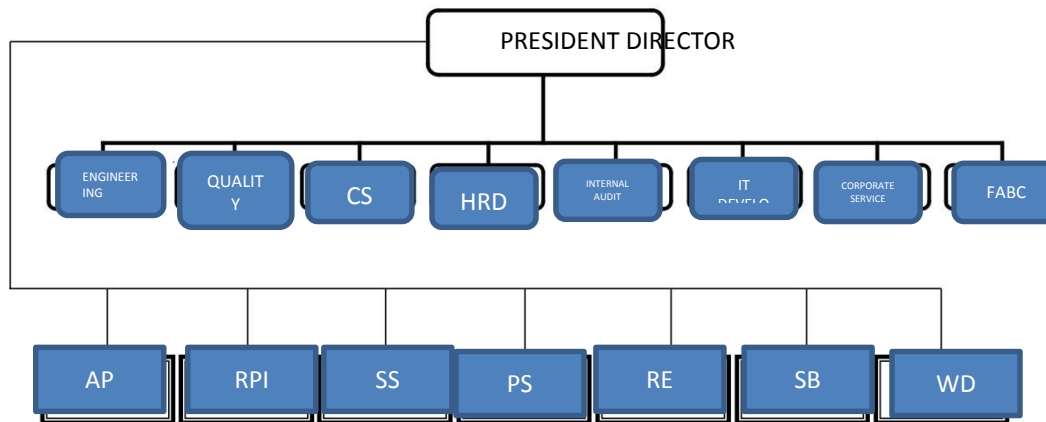 PRESIDENT DIRECTOR
ENGINEER
ING
QUALIT
Y
CS
HRD
INTERNAL
AUDIT
IT
DEVELO
CORPORATE
SERVICE
FABC
AP
RPI
SS
PS
RE
SB
WD